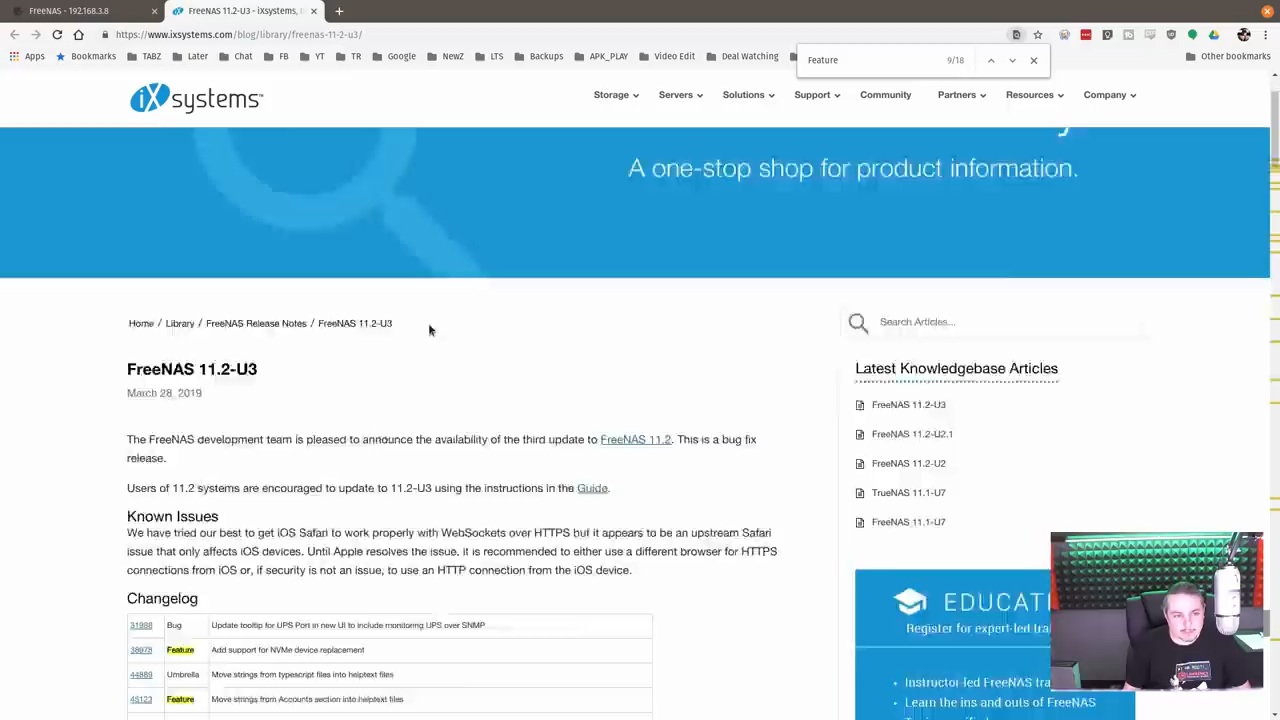 FreeNAS - 192.168.3.8
FreeNAS 11.2-U3 - iXsystems, I
https://www.ixsystems.com/blog/library/freenas-11-2-u3/
Apps Bookmarks TABZ Later Chat FB YT TR Google NewZ LTS Backups APK_PLAY Video Edit Deal Watching Other bookmarks
Feature 9/18
iXsystems
Storage Servers Solutions Support Community Partners Resources Company
A one-stop shop for product information.
Home / Library / FreeNAS Release Notes / FreeNAS 11.2-U3
Search Articles...
FreeNAS 11.2-U3
March 28, 2019
The FreeNAS development team is pleased to announce the availability of the third update to FreeNAS 11.2. This is a bug fix
release.
Users of 11.2 systems are encouraged to update to 11.2-U3 using the instructions in the Guide.
Known Issues
We have tried our best to get iOS Safari to work properly with WebSockets over HTTPS but it appears to be an upstream Safari
issue that only affects iOS devices. Until Apple resolves the issue, it is recommended to either use a different browser for HTTPS
connections from iOS or, if security is not an issue, to use an HTTP connection from the iOS device.
Changelog
31988 Bug Update tooltip for UPS Port in new UI to include monitoring UPS over SNMP
38978 Feature Add support for NVMe device replacement
44889 Umbrella Move strings from typescript files into helptext files
45123 Feature Move strings from Accounts section into helptext files
Latest Knowledgebase Articles
FreeNAS 11.2-U3
FreeNAS 11.2-U2.1
FreeNAS 11.2-U2
TrueNAS 11.1-U7
FreeNAS 11.1-U7
EDUCAT
Register for expert-led tra
Instructor-led FreeNAS tra
Learn the ins and outs of FreeNAS